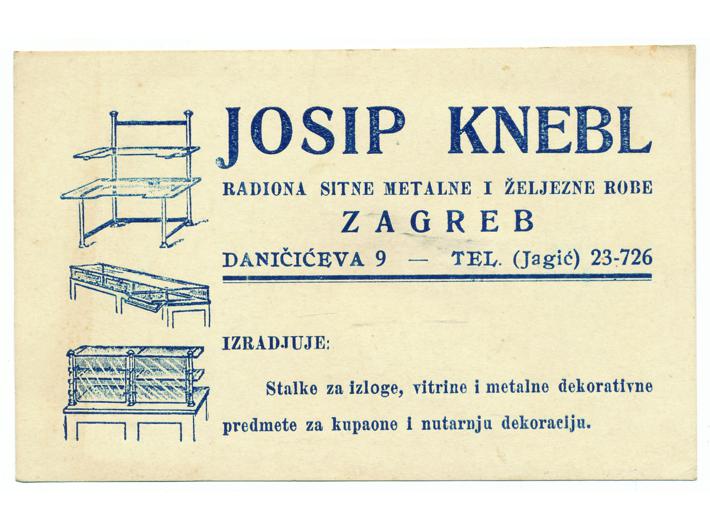 JOSIP KNEBL
RADIONA SITNE METALNE I ŽELJEZNE ROBE
ZAGREB
DANIČIĆEVA 9 — TEL. (Jagić) 23-726
IZRADJUJE:
Stalke za izloge, vitrine i metalne dekorativne
predmete za kupaone i nutarnju dekoraciju.